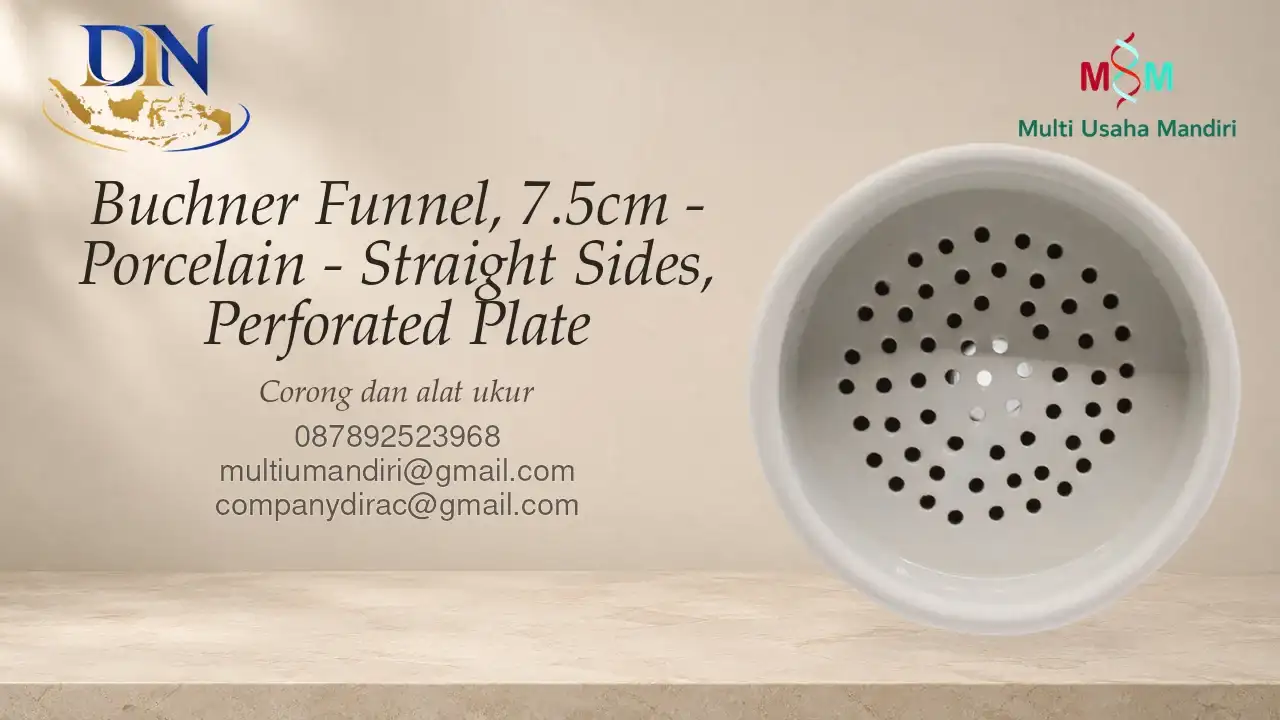 DN
MSM
Multi Usaha Mandiri
Buchner Funnel, 7.5cm -
Porcelain - Straight Sides,
Perforated Plate
Corong dan alat ukur
087892523968
multiumandiri@gmail.com
companydirac@gmail.com